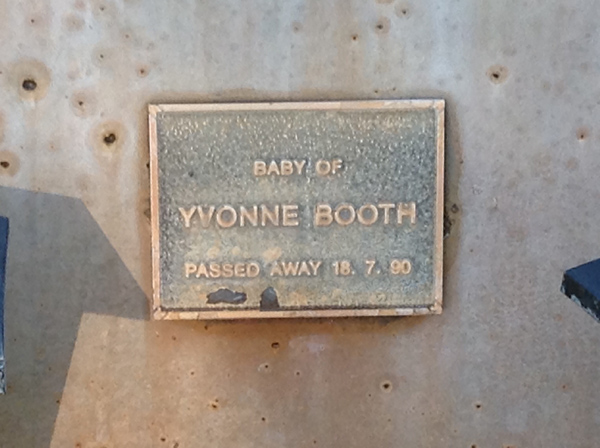 BABY OF
YVONNE BOOTH
PASSED AWAY 18. 7. 90